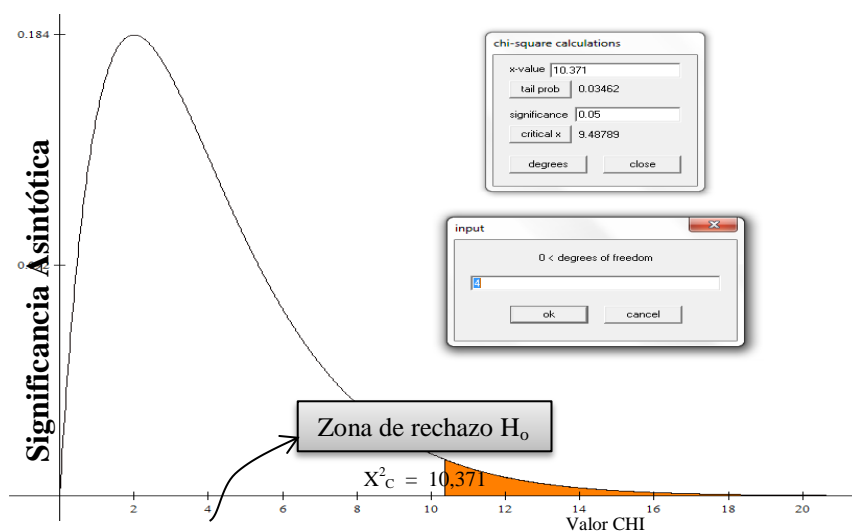 0.184
chi-square calculations
x-value 10.371
tail prob 0.03462
significance 0.05
critical x 9.48789
degrees close
input
0 < degrees of freedom
4
ok cancel
Significancia Asintótica
Zona de rechazo Ho
X²C = 10,371
2 4 6 8 10 12 14 16 18 20
Valor CHI